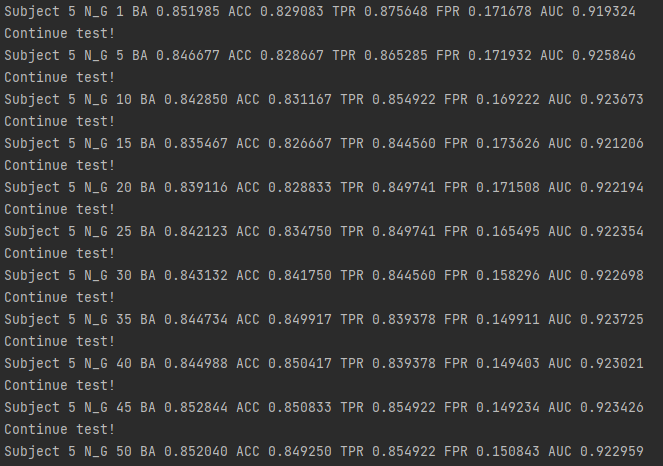 Subject 5 N_G 1 BA 0.851985 ACC 0.829083 TPR 0.875648 FPR 0.171678 AUC 0.919324
Continue test!
Subject 5 N_G 5 BA 0.846677 ACC 0.828667 TPR 0.865285 FPR 0.171932 AUC 0.925846
Continue test!
Subject 5 N_G 10 BA 0.842850 ACC 0.831167 TPR 0.854922 FPR 0.169222 AUC 0.923673
Continue test!
Subject 5 N_G 15 BA 0.835467 ACC 0.826667 TPR 0.844560 FPR 0.173626 AUC 0.921206
Continue test!
Subject 5 N_G 20 BA 0.839116 ACC 0.828833 TPR 0.849741 FPR 0.171508 AUC 0.922194
Continue test!
Subject 5 N_G 25 BA 0.842123 ACC 0.834750 TPR 0.849741 FPR 0.165495 AUC 0.922354
Continue test!
Subject 5 N_G 30 BA 0.843132 ACC 0.841750 TPR 0.844560 FPR 0.158296 AUC 0.922698
Continue test!
Subject 5 N_G 35 BA 0.844734 ACC 0.849917 TPR 0.839378 FPR 0.149911 AUC 0.923725
Continue test!
Subject 5 N_G 40 BA 0.844988 ACC 0.850417 TPR 0.839378 FPR 0.149403 AUC 0.923021
Continue test!
Subject 5 N_G 45 BA 0.852844 ACC 0.850833 TPR 0.854922 FPR 0.149234 AUC 0.923426
Continue test!
Subject 5 N_G 50 BA 0.852040 ACC 0.849250 TPR 0.854922 FPR 0.150843 AUC 0.922959